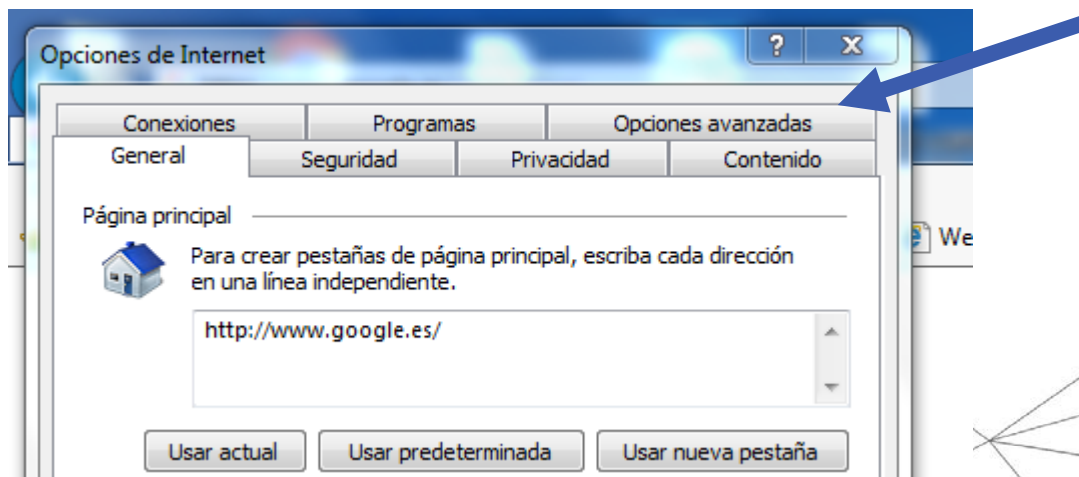 Opciones de Internet
? X
Conexiones Programas Opciones avanzadas
General Seguridad Privacidad Contenido
Página principal
Para crear pestañas de página principal, escriba cada dirección
en una línea independiente.
We
http://www.google.es/
Usar actual Usar predeterminada Usar nueva pestaña